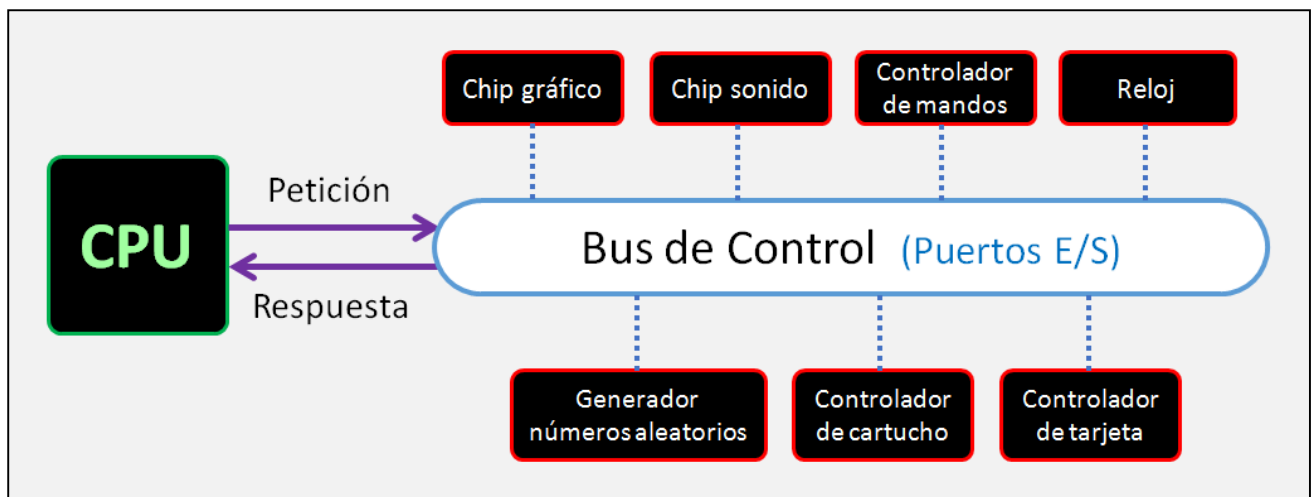 Chip gráfico
Chip sonido
Controlador
de mandos
Reloj
CPU
Petición
Respuesta
Bus de Control (Puertos E/S)
Generador
números aleatorios
Controlador
de cartucho
Controlador
de tarjeta